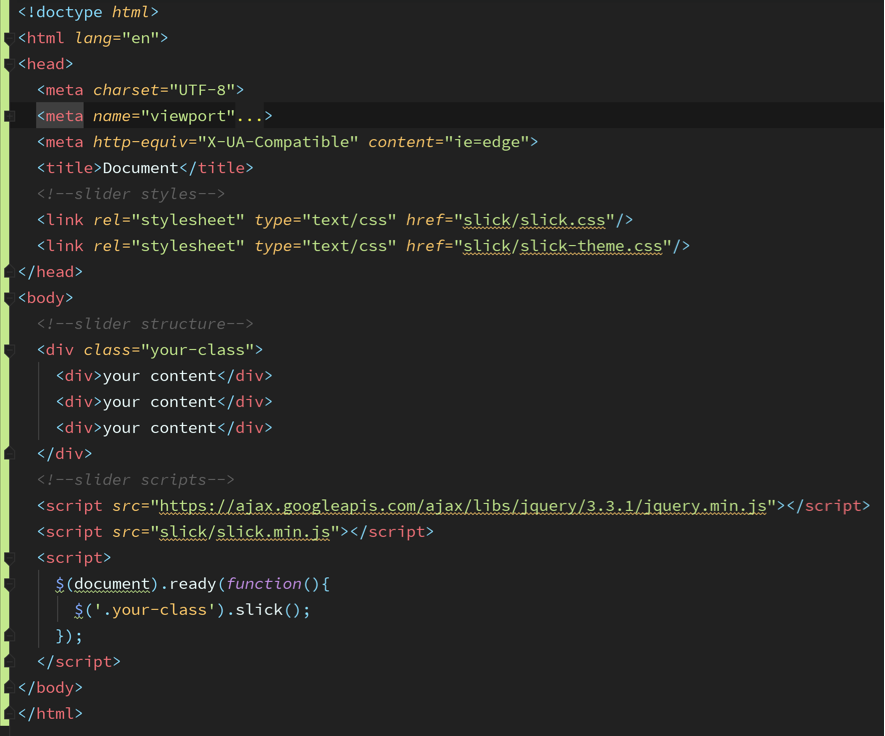 <!doctype html>
<html lang="en">
<head>
<meta charset="UTF-8">
<meta name="viewport"...>
<meta http-equiv="X-UA-Compatible" content="ie=edge">
<title>Document</title>
<!--slider styles-->
<link rel="stylesheet" type="text/css" href="slick/slick.css"/>
<link rel="stylesheet" type="text/css" href="slick/slick-theme.css"/>
</head>
<body>
<!--slider structure-->
<div class="your-class">
<div>your content</div>
<div>your content</div>
<div>your content</div>
</div>
<!--slider scripts-->
<script src="https://ajax.googleapis.com/ajax/libs/jquery/3.3.1/jquery.min.js"></script>
<script src="slick/slick.min.js"></script>
<script>
$(document).ready(function(){
$('.your-class').slick();
});
</script>
</body>
</html>